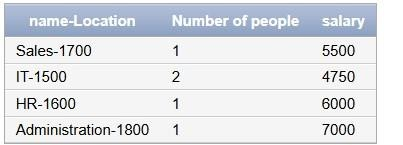 name-Location Number of people salary
Sales-1700 1 5500
IT-1500 2 4750
HR-1600 1 6000
Administration-1800 1 7000